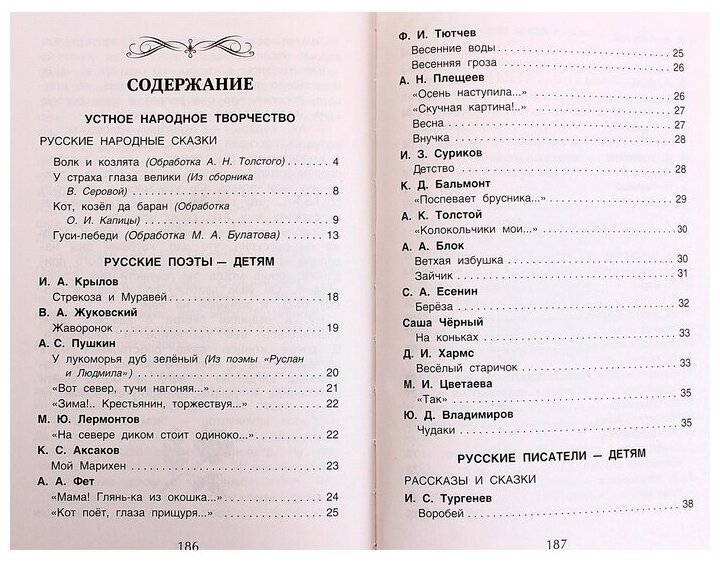 СОДЕРЖАНИЕ
УСТНОЕ НАРОДНОЕ ТВОРЧЕСТВО
РУССКИЕ НАРОДНЫЕ СКАЗКИ
Волк и козлята (Обработка А. Н. Толстого) . . . . . . 4
У страха глаза велики (Из сборника
В. Серовой) . . . . . . . . . . . . . . . . . . . . . . . . . . . . 8
Кот, козёл да баран (Обработка
О. И. Капицы) . . . . . . . . . . . . . . . . . . . . . . . . . 9
Гуси-лебеди (Обработка М. А. Булатова) . . . . . . 13
РУССКИЕ ПОЭТЫ — ДЕТЯМ
И. А. Крылов
Стрекоза и Муравей . . . . . . . . . . . . . . . . . . . . . . . 18
В. А. Жуковский
Жаворонок . . . . . . . . . . . . . . . . . . . . . . . . . . . . . . 19
А. С. Пушкин
У лукоморья дуб зелёный (Из поэмы «Руслан
и Людмила») . . . . . . . . . . . . . . . . . . . . . . . . . . 20
«Вот север, тучи нагоняя...» . . . . . . . . . . . . . . . . . 21
«Зима!.. Крестьянин, торжествуя...» . . . . . . . . . . 22
М. Ю. Лермонтов
«На севере диком стоит одиноко...» . . . . . . . . . . 22
К. С. Аксаков
Мой Марихен . . . . . . . . . . . . . . . . . . . . . . . . . . . . 23
А. А. Фет
«Мама! Глянь-ка из окошка...» . . . . . . . . . . . . . . 24
«Кот поёт, глаза прищуря...» . . . . . . . . . . . . . . . . 25
186
Ф. И. Тютчев
Весенние воды . . . . . . . . . . . . . . . . . . . . . . . . . . 25
Весенняя гроза . . . . . . . . . . . . . . . . . . . . . . . . . . 26
А. Н. Плещеев
«Осень наступила...» . . . . . . . . . . . . . . . . . . . . . . 26
«Скучная картина!..» . . . . . . . . . . . . . . . . . . . . . . 27
Весна . . . . . . . . . . . . . . . . . . . . . . . . . . . . . . . . . . 27
Внучка . . . . . . . . . . . . . . . . . . . . . . . . . . . . . . . . . 28
И. З. Суриков
Детство . . . . . . . . . . . . . . . . . . . . . . . . . . . . . . . . 28
К. Д. Бальмонт
«Поспевает брусника...» . . . . . . . . . . . . . . . . . . . 29
А. К. Толстой
«Колокольчики мои...» . . . . . . . . . . . . . . . . . . . . . 30
А. А. Блок
Ветхая избушка . . . . . . . . . . . . . . . . . . . . . . . . . . 30
Зайчик . . . . . . . . . . . . . . . . . . . . . . . . . . . . . . . . . 31
С. А. Есенин
Берёза . . . . . . . . . . . . . . . . . . . . . . . . . . . . . . . . . 32
Саша Чёрный
На коньках . . . . . . . . . . . . . . . . . . . . . . . . . . . . . . 33
Д. И. Хармс
Весёлый старичок . . . . . . . . . . . . . . . . . . . . . . . . 33
М. И. Цветаева
«Так» . . . . . . . . . . . . . . . . . . . . . . . . . . . . . . . . . . 35
Ю. Д. Владимиров
Чудаки . . . . . . . . . . . . . . . . . . . . . . . . . . . . . . . . . 35
РУССКИЕ ПИСАТЕЛИ — ДЕТЯМ
РАССКАЗЫ И СКАЗКИ
И. С. Тургенев
Воробей . . . . . . . . . . . . . . . . . . . . . . . . . . . . . . . . 38
187